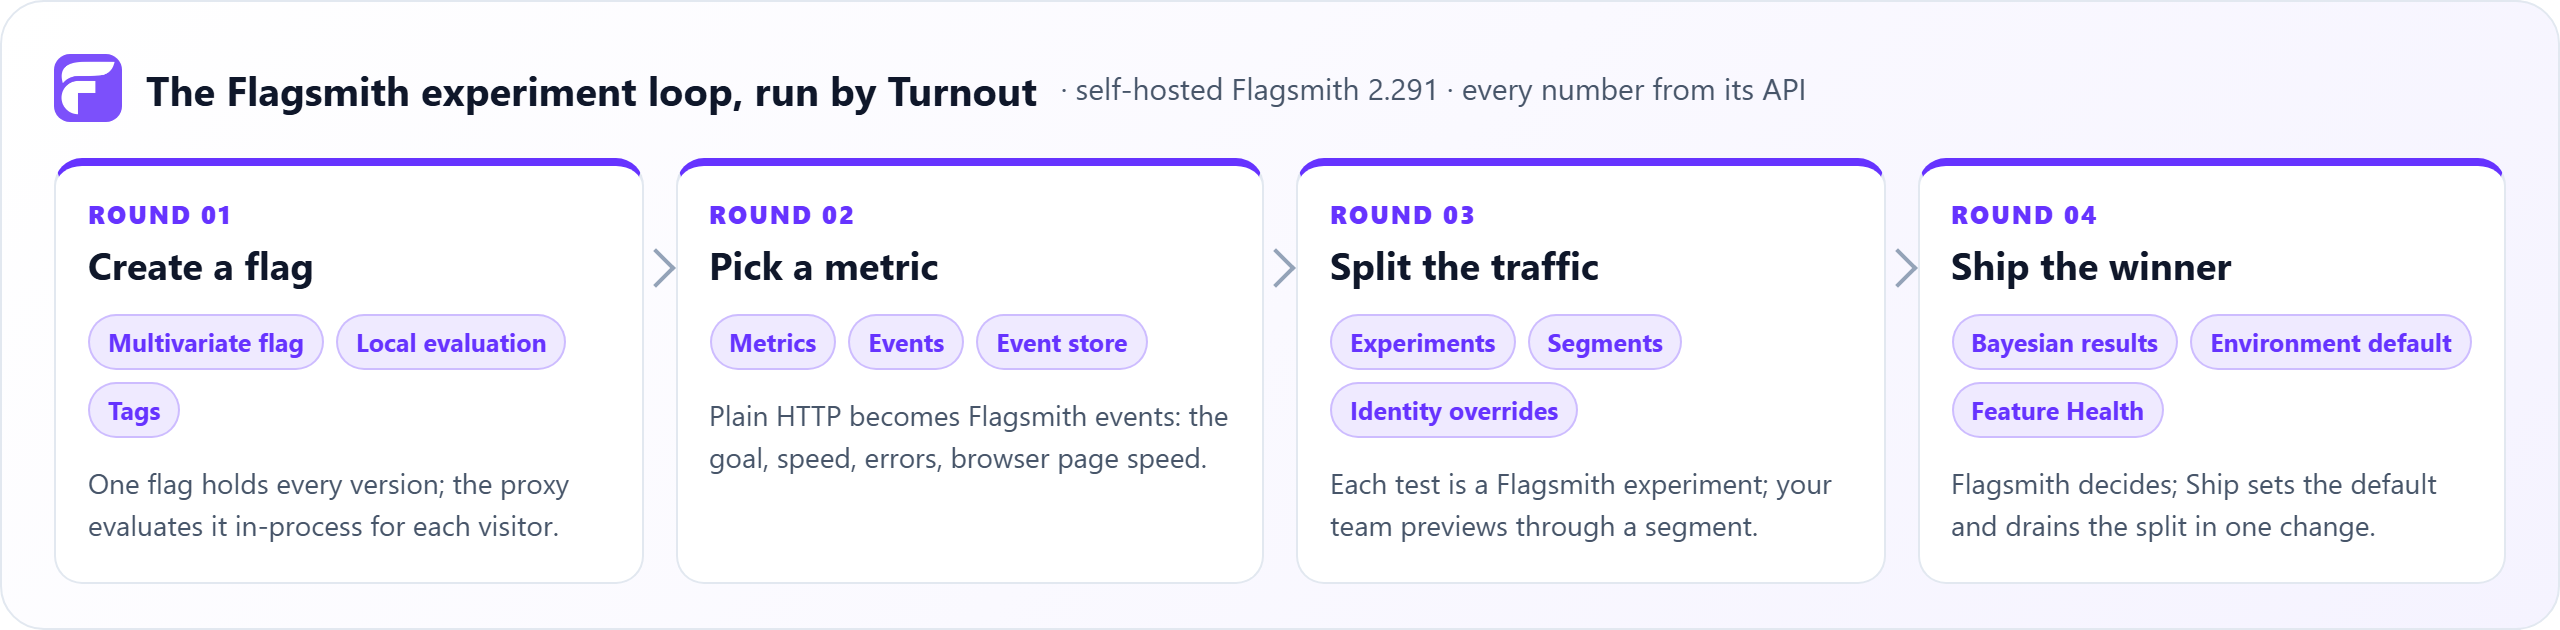 The Flagsmith experiment loop, run by Turnout · self-hosted Flagsmith 2.291 · every number from its API
ROUND 01
Create a flag
Multivariate flag
Local evaluation
Tags
One flag holds every version; the proxy
evaluates it in-process for each visitor.
ROUND 02
Pick a metric
Metrics
Events
Event store
Plain HTTP becomes Flagsmith events: the
goal, speed, errors, browser page speed.
ROUND 03
Split the traffic
Experiments
Segments
Identity overrides
Each test is a Flagsmith experiment; your
team previews through a segment.
ROUND 04
Ship the winner
Bayesian results
Environment default
Feature Health
Flagsmith decides; Ship sets the default
and drains the split in one change.